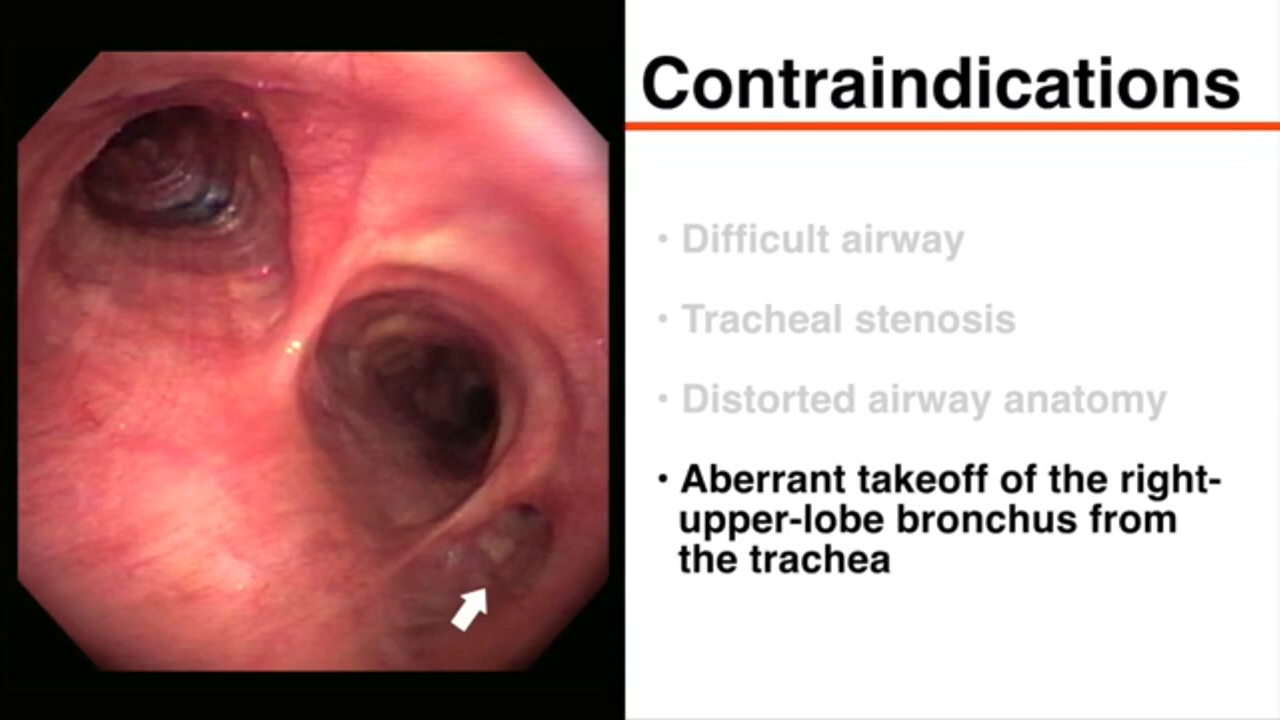 Contraindications
• Difficult airway
• Tracheal stenosis
• Distorted airway anatomy
• Aberrant takeoff of the right-
upper-lobe bronchus from
the trachea